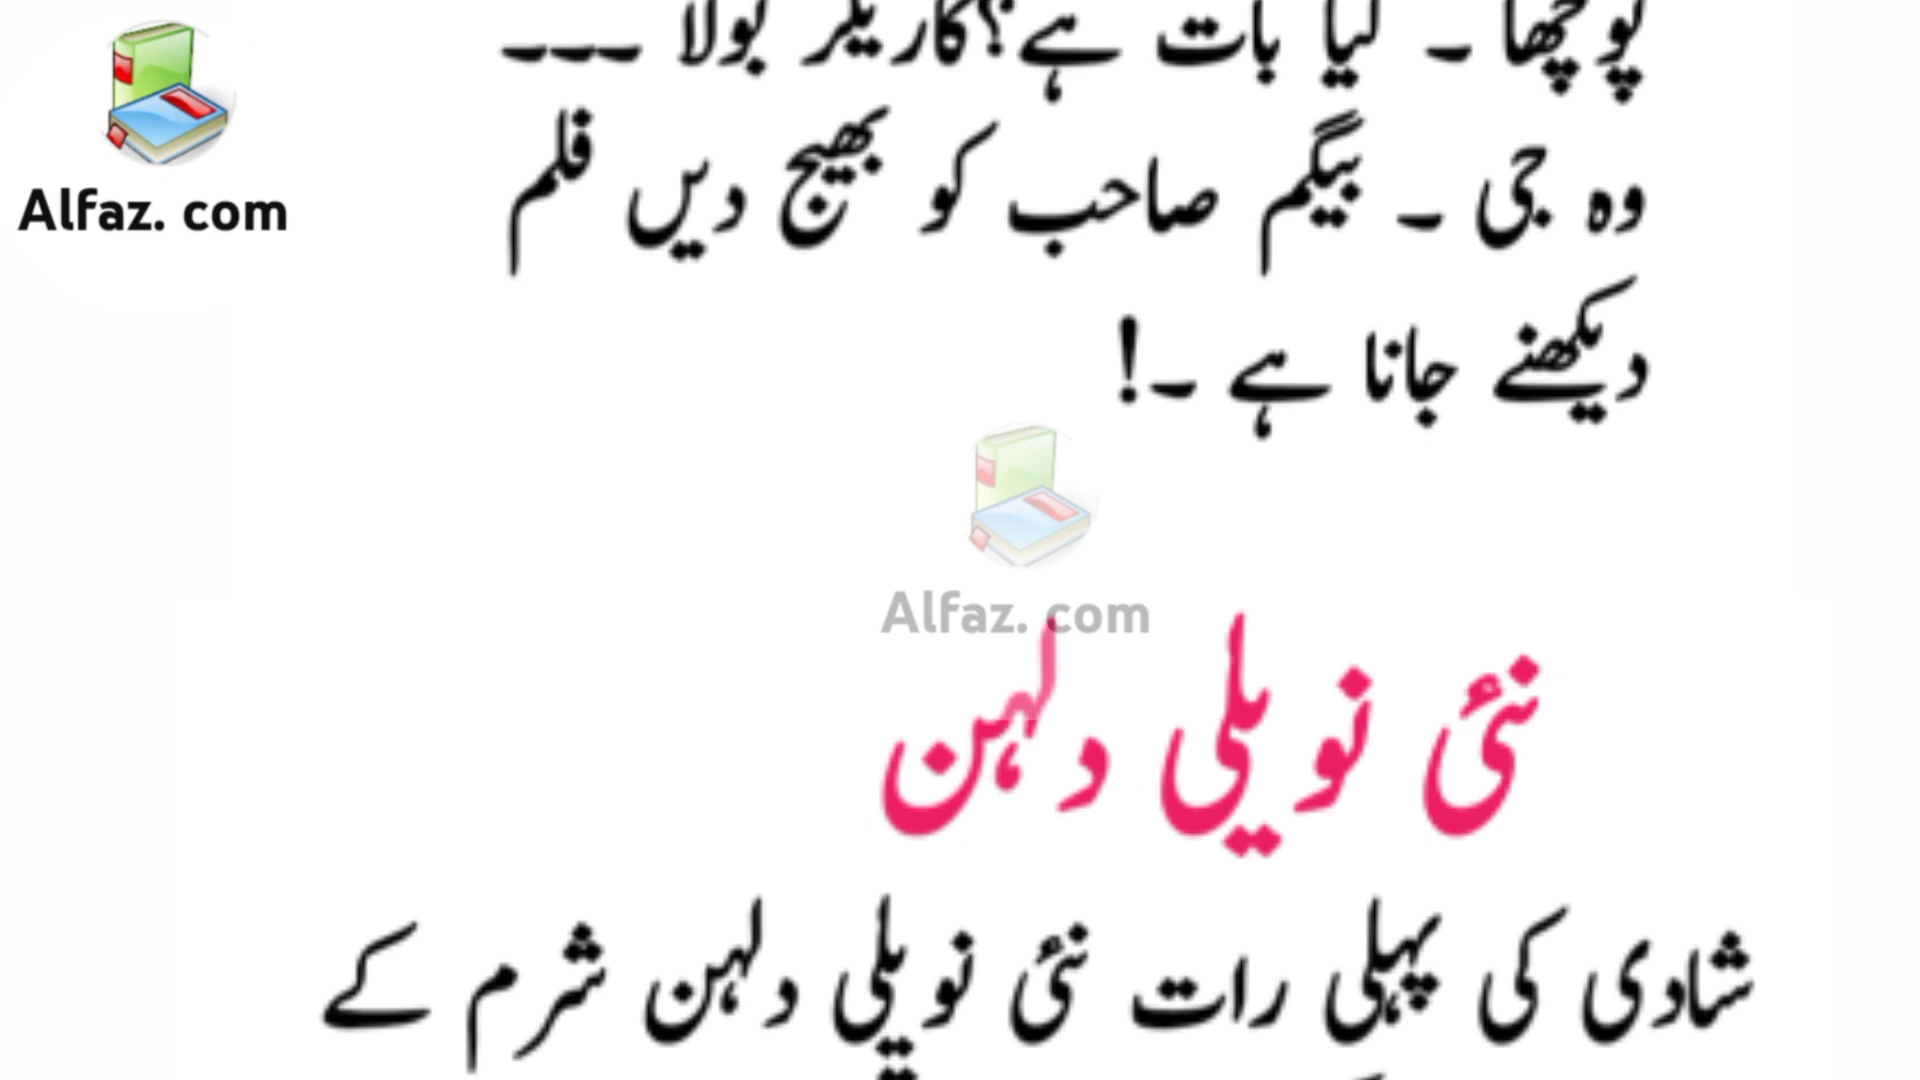 پوچھا ۔ کیا بات ہے؟کاریگر بولا ۔۔۔
وہ جی ۔ بیگم صاحب کو بھیج دیں فلم
دیکھنے جانا ہے ۔!
Alfaz. com
Alfaz. com
نئی نویلی دلہن
شادی کی پہلی رات نئی نویلی دلہن شرم کے